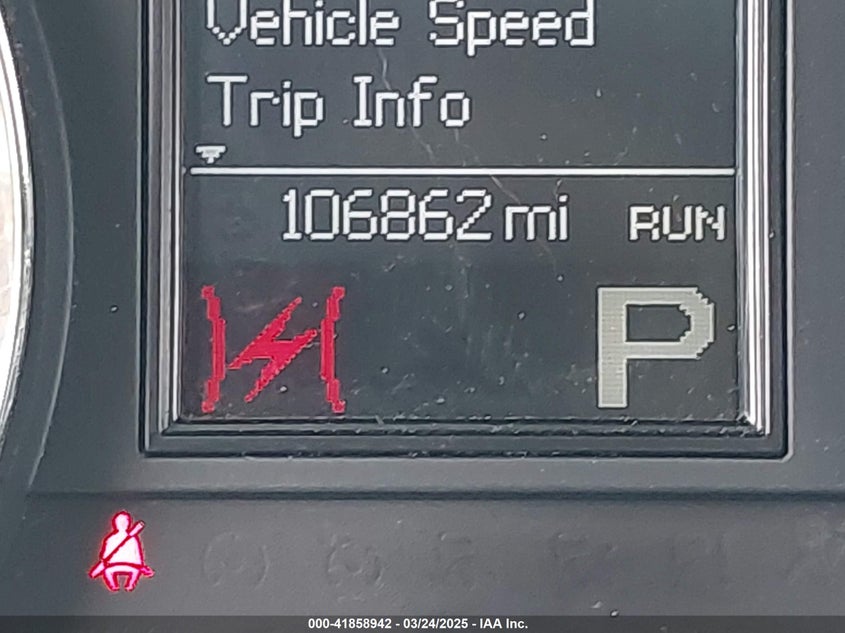 Vehicle Speed
Trip Info
106862 mi RUN
P
000-41858942 - 03/24/2025 - IAA Inc.